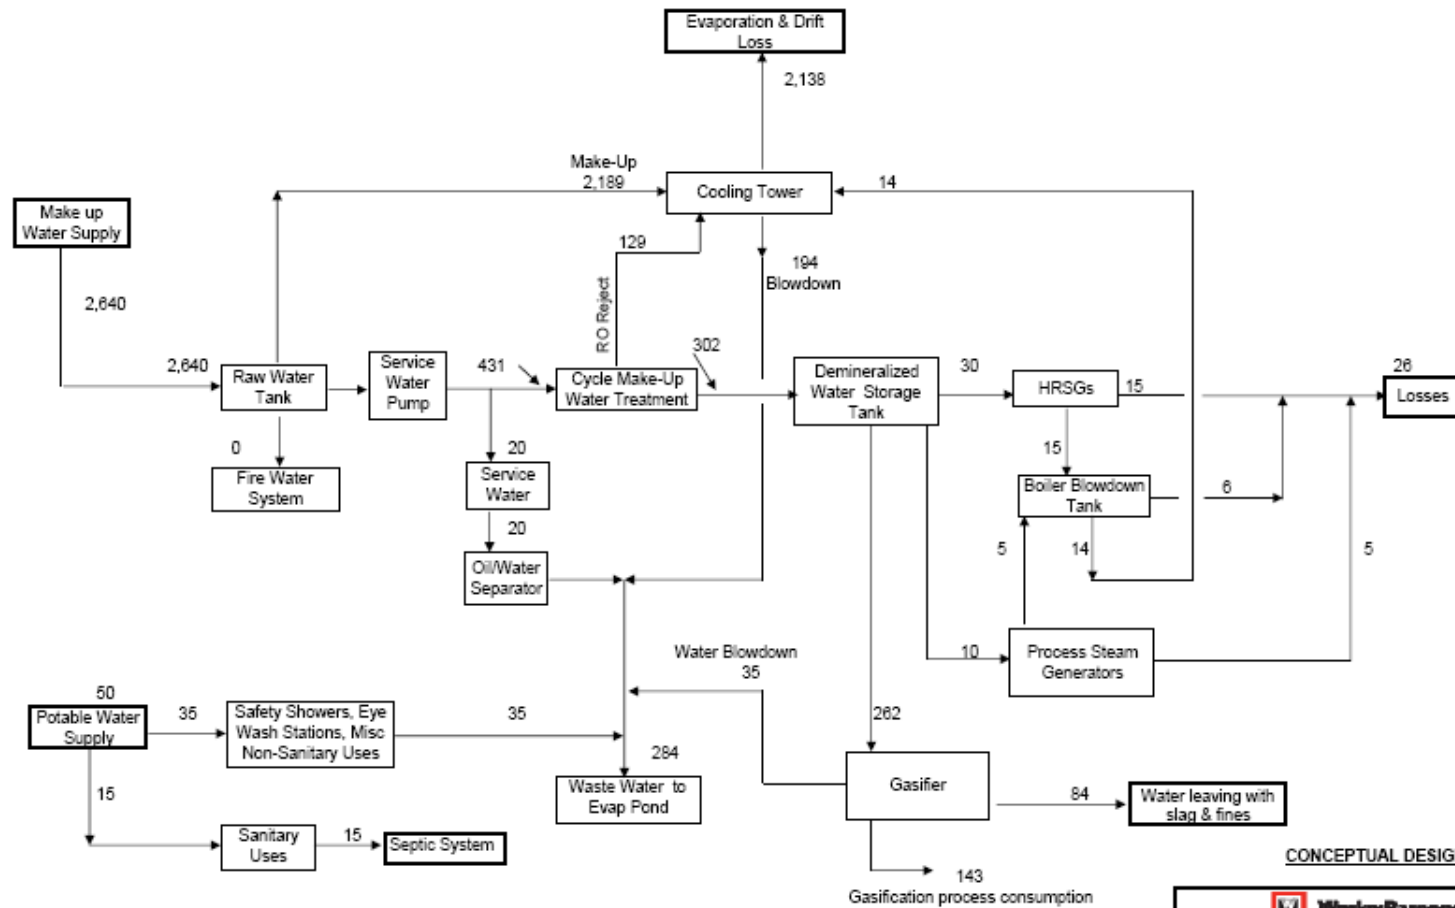 Evaporation & Drift
Loss
2,138
Make-Up
2,189
Cooling Tower
14
Make up
Water Supply
129
194
Blowdown
RO Reject
2,640
302
2,640
Raw Water
Tank
Service
Water
Pump
431
Cycle Make-Up
Water Treatment
Demineralized
Water Storage
Tank
30
HRSGs
15
26
Losses
0
Fire Water
System
20
Service
Water
15
Boiler Blowdown
Tank
6
20
5
14
5
Oil/Water
Separator
Water Blowdown
35
10
Process Steam
Generators
50
Potable Water
Supply
35
Safety Showers, Eye
Wash Stations, Misc
Non-Sanitary Uses
35
262
284
Waste Water to
Evap Pond
Gasifier
84
Water leaving with
slag & fines
15
Sanitary
Uses
15
Septic System
143
Gasification process consumption
CONCEPTUAL DESIG